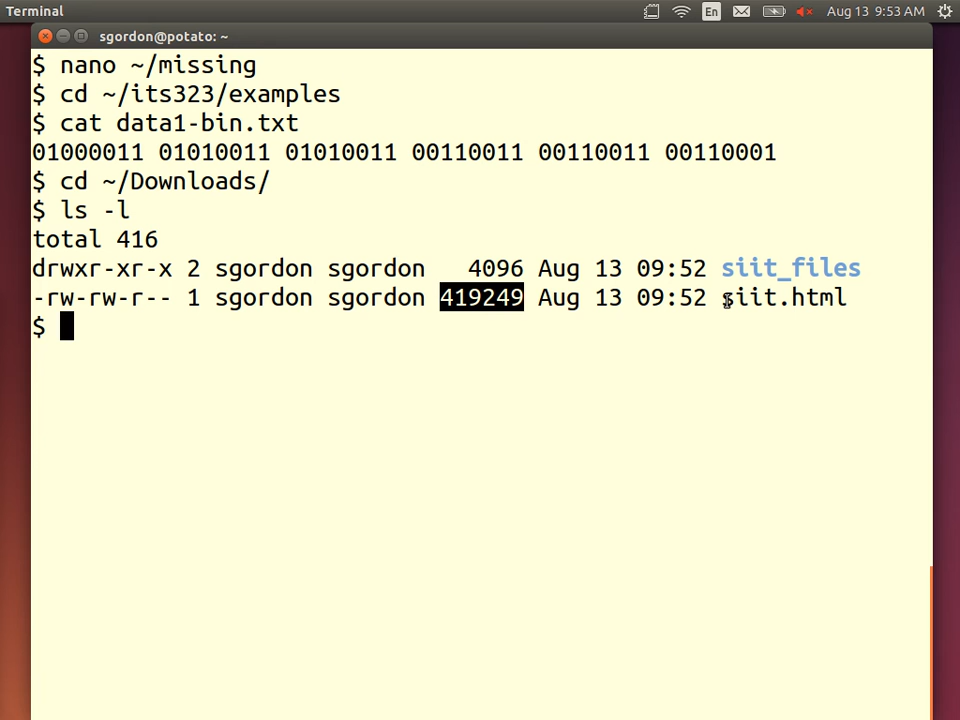 Terminal
En
Aug 13 9:53 AM
sgordon@potato: ~
$ nano ~/missing
$ cd ~/its323/examples
$ cat data1-bin.txt
01000011 01010011 01010011 00110011 00110011 00110001
$ cd ~/Downloads/
$ ls -l
total 416
drwxr-xr-x 2 sgordon sgordon   4096 Aug 13 09:52 siit_files
-rw-rw-r-- 1 sgordon sgordon 419249 Aug 13 09:52 siit.html
$